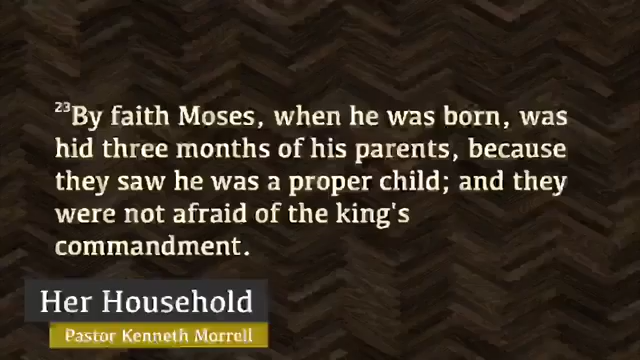 ²³By faith Moses, when he was born, was
hid three months of his parents, because
they saw he was a proper child; and they
were not afraid of the king's
commandment.
Her Household
Pastor Kenneth Morrell